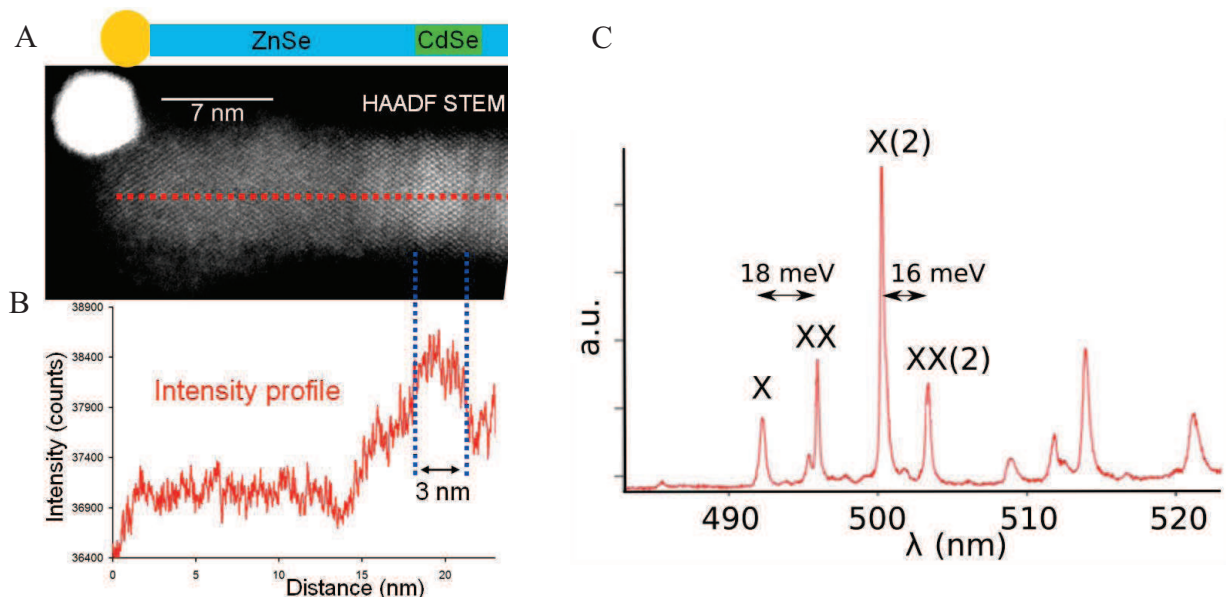 A
ZnSe
CdSe
7 nm
HAADF STEM
B
38900
38400
37900
37400
36900
36400
Intensity (counts)
Intensity profile
3 nm
0
5
10
15
20
Distance (nm)
C
X(2)
18 meV
16 meV
XX
XX(2)
X
a.u.
490
500
510
520
λ (nm)